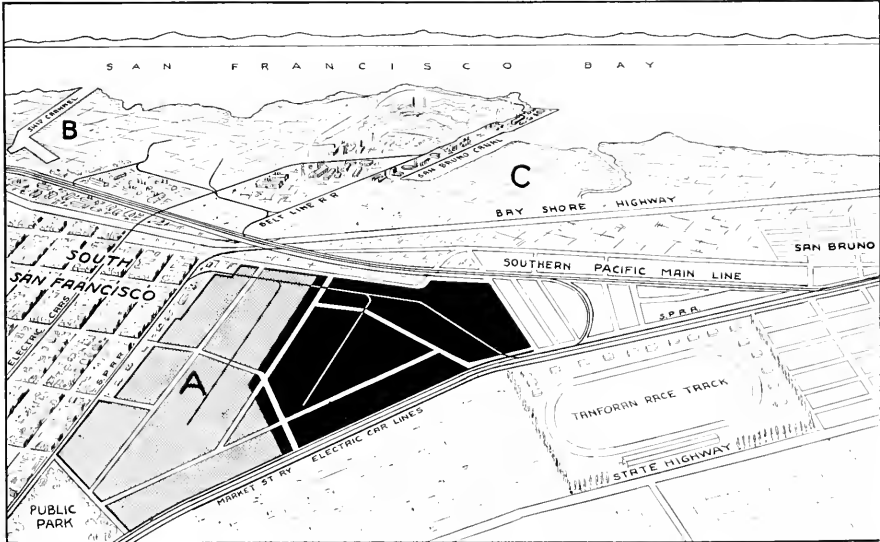 SAN FRANCISCO BAY
SHIP CHANNEL
B
SAN BRUNO CANAL
C
BELT LINE R R
BAY SHORE - HIGHWAY
SAN BRUNO
SOUTH
SAN FRANCISCO
SOUTHERN PACIFIC MAIN LINE
ELECTRIC CARS
S.P.R.R.
S.P.R.R.
A
TANFORAN RACE TRACK
MARKET ST RY ELECTRIC CAR LINES
STATE HIGHWAY
PUBLIC
PARK